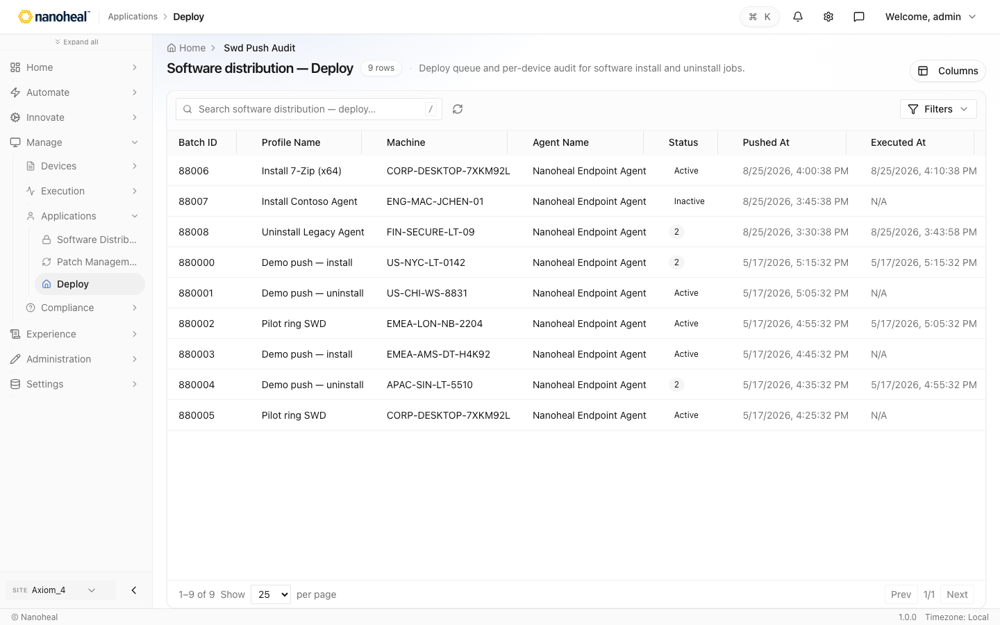 nanoheal™ Applications Deploy ⌘ K Welcome, admin
Expand all
Home
Automate
Innovate
Manage
Devices
Execution
Applications
Software Distrib...
Patch Managem...
Deploy
Compliance
Experience
Administration
Settings
SITE Axiom_4
Home Swd Push Audit
Software distribution — Deploy 9 rows · Deploy queue and per-device audit for software install and uninstall jobs.
Columns
Search software distribution — deploy... /
Filters
Batch ID Profile Name Machine Agent Name Status Pushed At Executed At
88006 Install 7-Zip (x64) CORP-DESKTOP-7XKM92L Nanoheal Endpoint Agent Active 8/25/2026, 4:00:38 PM 8/25/2026, 4:10:38 PM
88007 Install Contoso Agent ENG-MAC-JCHEN-01 Nanoheal Endpoint Agent Inactive 8/25/2026, 3:45:38 PM N/A
88008 Uninstall Legacy Agent FIN-SECURE-LT-09 Nanoheal Endpoint Agent 2 8/25/2026, 3:30:38 PM 8/25/2026, 3:43:58 PM
880000 Demo push — install US-NYC-LT-0142 Nanoheal Endpoint Agent 2 5/17/2026, 5:15:32 PM 5/17/2026, 5:15:32 PM
880001 Demo push — uninstall US-CHI-WS-8831 Nanoheal Endpoint Agent Active 5/17/2026, 5:05:32 PM N/A
880002 Pilot ring SWD EMEA-LON-NB-2204 Nanoheal Endpoint Agent Active 5/17/2026, 4:55:32 PM 5/17/2026, 5:05:32 PM
880003 Demo push — install EMEA-AMS-DT-H4K92 Nanoheal Endpoint Agent Active 5/17/2026, 4:45:32 PM N/A
880004 Demo push — uninstall APAC-SIN-LT-5510 Nanoheal Endpoint Agent 2 5/17/2026, 4:35:32 PM 5/17/2026, 4:55:32 PM
880005 Pilot ring SWD CORP-DESKTOP-7XKM92L Nanoheal Endpoint Agent Active 5/17/2026, 4:25:32 PM N/A
1–9 of 9 Show 25 per page Prev 1/1 Next
© Nanoheal 1.0.0 Timezone: Local